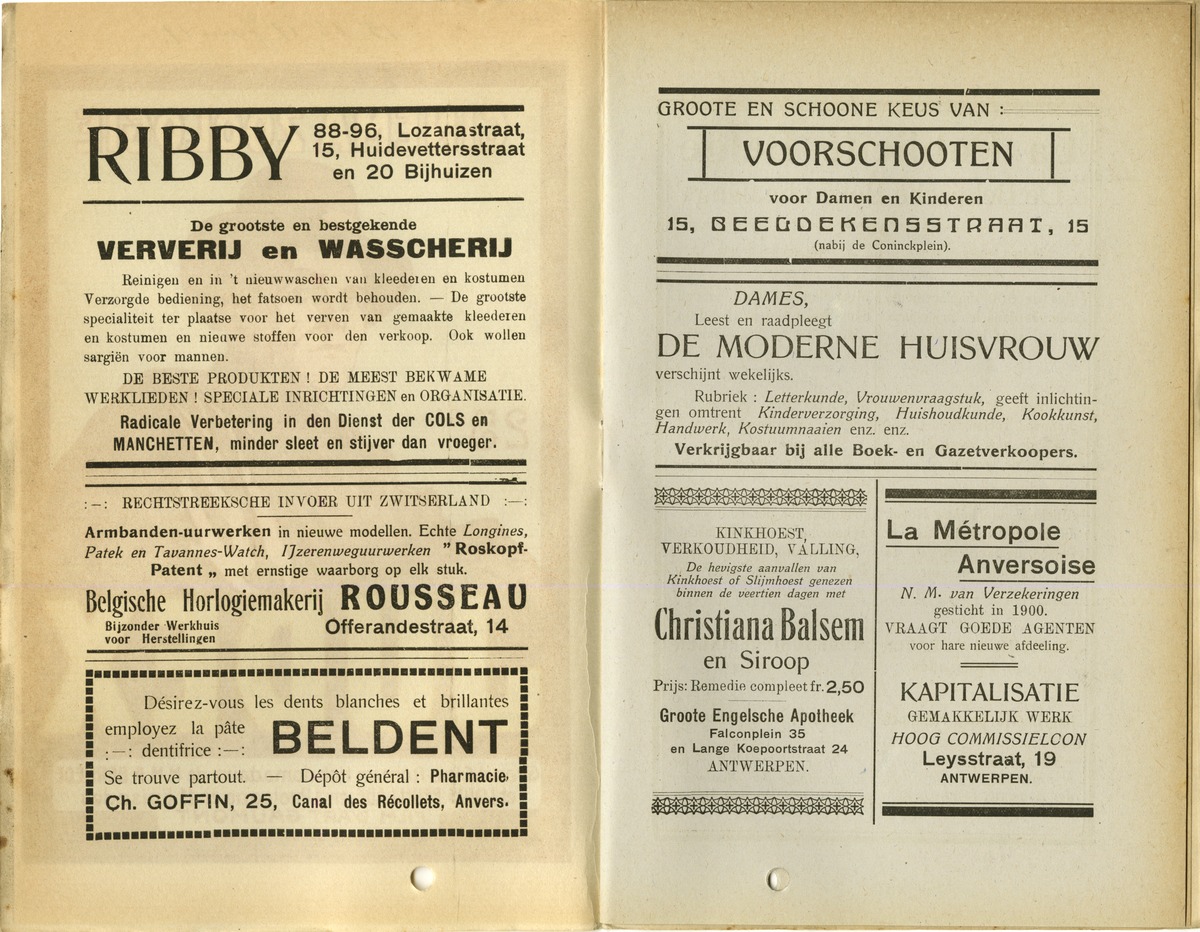 RIBBY
88-96, Lozanastraat,
15, Huidevettersstraat
en 20 Bijhuizen
De grootste en bestgekende
VERVERIJ en WASSCHERIJ
Reinigen en in 't nieuwwaschen van kleederen en kostumen
Verzorgde bediening, het fatsoen wordt behouden. — De grootste
specialiteit ter plaatse voor het verven van gemaakte kleederen
en kostumen en nieuwe stoffen voor den verkoop. Ook wollen
sargiën voor mannen.
DE BESTE PRODUKTEN ! DE MEEST BEKWAME
WERKLIEDEN ! SPECIALE INRICHTINGEN en ORGANISATIE.
Radicale Verbetering in den Dienst der COLS en
MANCHETTEN, minder sleet en stijver dan vroeger.
:-: RECHTSTREEKSCHE INVOER UIT ZWITSERLAND :—:
Armbanden-uurwerken in nieuwe modellen. Echte Longines,
Patek en Tavannes-Watch, IJzerenweguurwerken " Roskopf-
Patent „ met ernstige waarborg op elk stuk.
Belgische Horlogiemakerij ROUSSEAU
Bijzonder Werkhuis
voor Herstellingen
Offerandestraat, 14
Désirez-vous les dents blanches et brillantes
employez la pâte
:—: dentifrice :—:
BELDENT
Se trouve partout. — Dépôt général : Pharmacie
Ch. GOFFIN, 25, Canal des Récollets, Anvers.
GROOTE EN SCHOONE KEUS VAN :
VOORSCHOOTEN
voor Damen en Kinderen
15, BEEGDEKENSSTRAAT, 15
(nabij de Coninckplein).
DAMES,
Leest en raadpleegt
DE MODERNE HUISVROUW
verschijnt wekelijks.
Rubriek : Letterkunde, Vrouwenvraagstuk, geeft inlichtin-
gen omtrent Kinderverzorging, Huishoudkunde, Kookkunst,
Handwerk, Kostuumnaaien enz. enz.
Verkrijgbaar bij alle Boek- en Gazetverkoopers.
KINKHOEST,
VERKOUDHEID, VALLING,
De hevigste aanvallen van
Kinkhoest of Slijmhoest genezen
binnen de veertien dagen met
Christiana Balsem
en Siroop
Prijs: Remedie compleet fr. 2,50
Groote Engelsche Apotheek
Falconplein 35
en Lange Koepoortstraat 24
ANTWERPEN.
La Métropole
Anversoise
N. M. van Verzekeringen
gesticht in 1900.
VRAAGT GOEDE AGENTEN
voor hare nieuwe afdeeling.
KAPITALISATIE
GEMAKKELIJK WERK
HOOG COMMISSIELCON
Leysstraat, 19
ANTWERPEN.